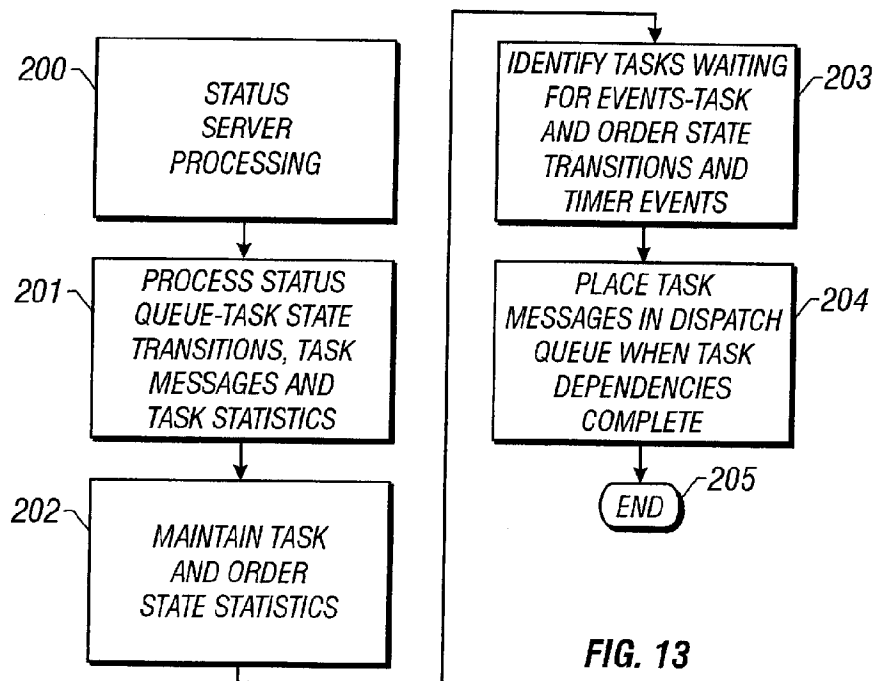 200
STATUS
SERVER
PROCESSING
201
PROCESS STATUS
QUEUE-TASK STATE
TRANSITIONS, TASK
MESSAGES AND
TASK STATISTICS
202
MAINTAIN TASK
AND ORDER
STATE STATISTICS
IDENTIFY TASKS WAITING
FOR EVENTS-TASK
AND ORDER STATE
TRANSITIONS AND
TIMER EVENTS
203
PLACE TASK
MESSAGES IN DISPATCH
QUEUE WHEN TASK
DEPENDENCIES
COMPLETE
204
END
205
FIG. 13